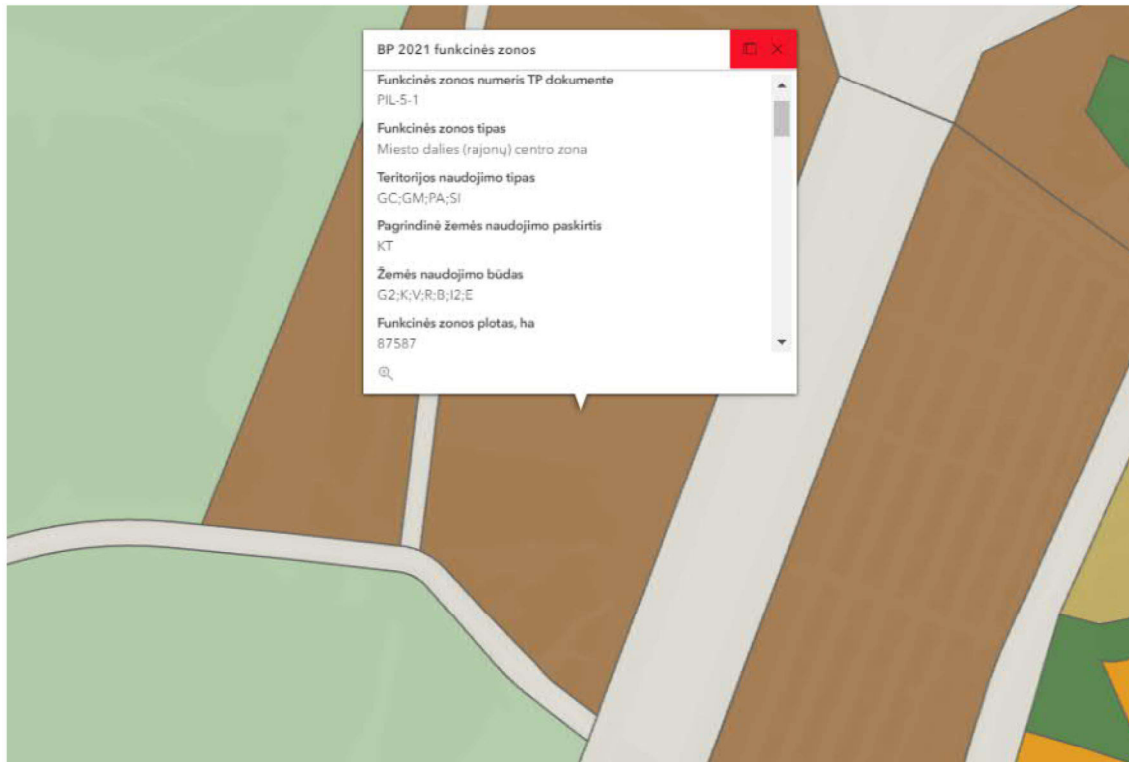 BP 2021 funkcinės zonos
Funkcinės zonos numeris TP dokumente
PIL-5-1
Funkcinės zonos tipas
Miesto dalies (rajonų) centro zona
Teritorijos naudojimo tipas
GC;GM;PA;SI
Pagrindinė žemės naudojimo paskirtis
KT
Žemės naudojimo būdas
G2;K;V;R;B;I2;E
Funkcinės zonos plotas, ha
87587